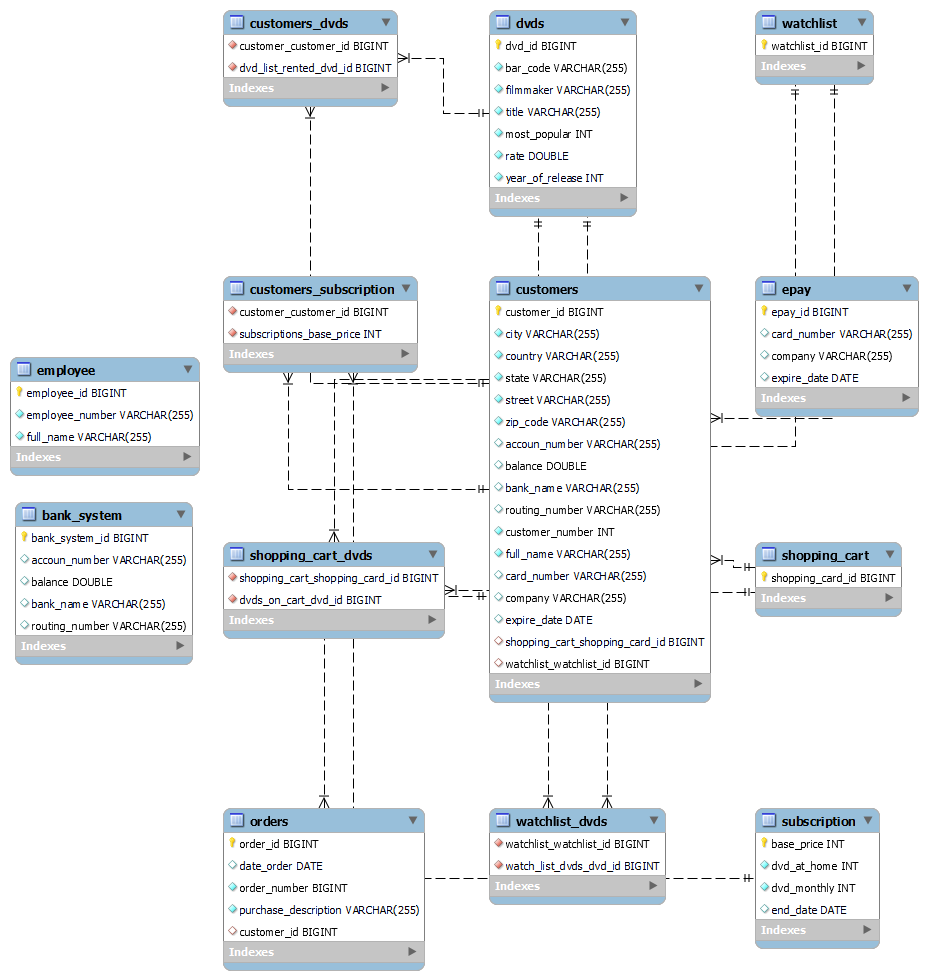 customers_dvds
customer_customer_id BIGINT
dvd_list_rented_dvd_id BIGINT
Indexes
dvds
dvd_id BIGINT
bar_code VARCHAR(255)
filmmaker VARCHAR(255)
title VARCHAR(255)
most_popular INT
rate DOUBLE
year_of_release INT
Indexes
watchlist
watchlist_id BIGINT
Indexes
customers_subscription
customer_customer_id BIGINT
subscriptions_base_price INT
Indexes
customers
customer_id BIGINT
city VARCHAR(255)
country VARCHAR(255)
state VARCHAR(255)
street VARCHAR(255)
zip_code VARCHAR(255)
accoun_number VARCHAR(255)
balance DOUBLE
bank_name VARCHAR(255)
routing_number VARCHAR(255)
customer_number INT
full_name VARCHAR(255)
card_number VARCHAR(255)
company VARCHAR(255)
expire_date DATE
shopping_cart_shopping_card_id BIGINT
watchlist_watchlist_id BIGINT
Indexes
epay
epay_id BIGINT
card_number VARCHAR(255)
company VARCHAR(255)
expire_date DATE
Indexes
employee
employee_id BIGINT
employee_number VARCHAR(255)
full_name VARCHAR(255)
Indexes
bank_system
bank_system_id BIGINT
accoun_number VARCHAR(255)
balance DOUBLE
bank_name VARCHAR(255)
routing_number VARCHAR(255)
Indexes
shopping_cart_dvds
shopping_cart_shopping_card_id BIGINT
dvds_on_cart_dvd_id BIGINT
Indexes
shopping_cart
shopping_card_id BIGINT
Indexes
orders
order_id BIGINT
date_order DATE
order_number BIGINT
purchase_description VARCHAR(255)
customer_id BIGINT
Indexes
watchlist_dvds
watchlist_watchlist_id BIGINT
watch_list_dvds_dvd_id BIGINT
Indexes
subscription
base_price INT
dvd_at_home INT
dvd_monthly INT
end_date DATE
Indexes